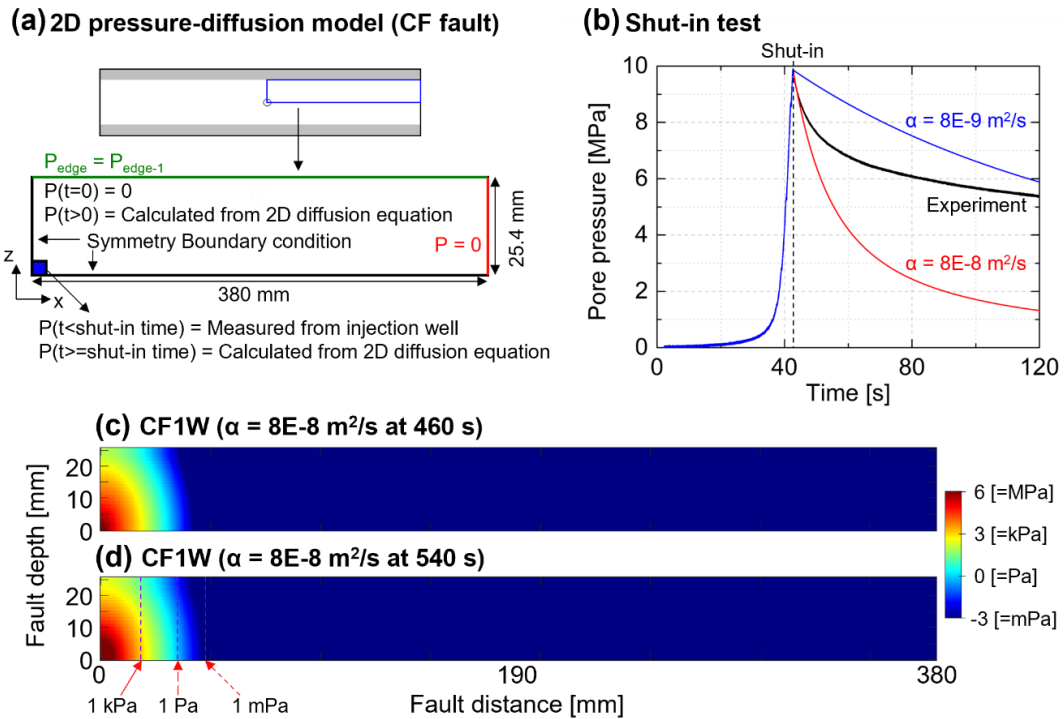 (a) 2D pressure-diffusion model (CF fault)
P_edge = P_edge-1
P(t=0) = 0
P(t>0) = Calculated from 2D diffusion equation
Symmetry Boundary condition
P = 0
25.4 mm
z
x
380 mm
P(t<shut-in time) = Measured from injection well
P(t>=shut-in time) = Calculated from 2D diffusion equation
(b) Shut-in test
Shut-in
Pore pressure [MPa]
10
8
6
4
2
0
α = 8E-9 m²/s
Experiment
α = 8E-8 m²/s
0 40 80 120
Time [s]
(c) CF1W (α = 8E-8 m²/s at 460 s)
20
10
0
Fault depth [mm]
(d) CF1W (α = 8E-8 m²/s at 540 s)
20
10
0
0 190 380
1 kPa 1 Pa 1 mPa
Fault distance [mm]
6 [=MPa]
3 [=kPa]
0 [=Pa]
-3 [=mPa]